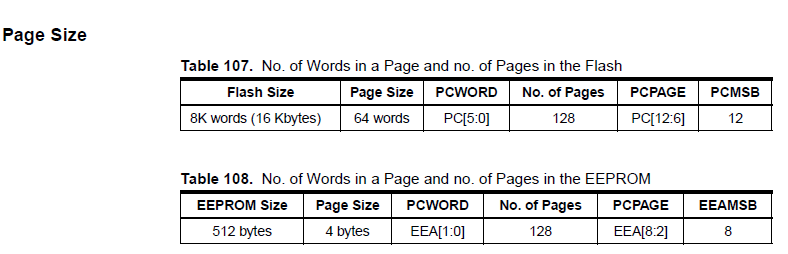 Page Size
Table 107. No. of Words in a Page and no. of Pages in the Flash
Flash Size Page Size PCWORD No. of Pages PCPAGE PCMSB
8K words (16 Kbytes) 64 words PC[5:0] 128 PC[12:6] 12
Table 108. No. of Words in a Page and no. of Pages in the EEPROM
EEPROM Size Page Size PCWORD No. of Pages PCPAGE EEAMSB
512 bytes 4 bytes EEA[1:0] 128 EEA[8:2] 8